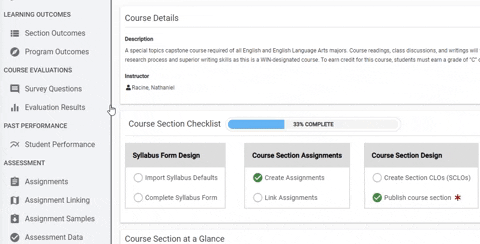 LEARNING OUTCOMES
Section Outcomes
Program Outcomes
COURSE EVALUATIONS
Survey Questions
Evaluation Results
PAST PERFORMANCE
Student Performance
ASSESSMENT
Assignments
Assignment Linking
Assignment Samples
Assessment Data
Course Details
Description
A special topics capstone course required of all English and English Language Arts majors. Course readings, class discussions, and writings will
research process and superior writing skills as this is a WIN-designated course. To earn credit for this course, students must earn a grade of "C"
Instructor
Racine, Nathaniel
Course Section Checklist
33% COMPLETE
Syllabus Form Design
Import Syllabus Defaults
Complete Syllabus Form
Course Section Assignments
Create Assignments
Link Assignments
Course Section Design
Create Section CLOs (SCLOs)
Publish course section *
Course Section at a Glance